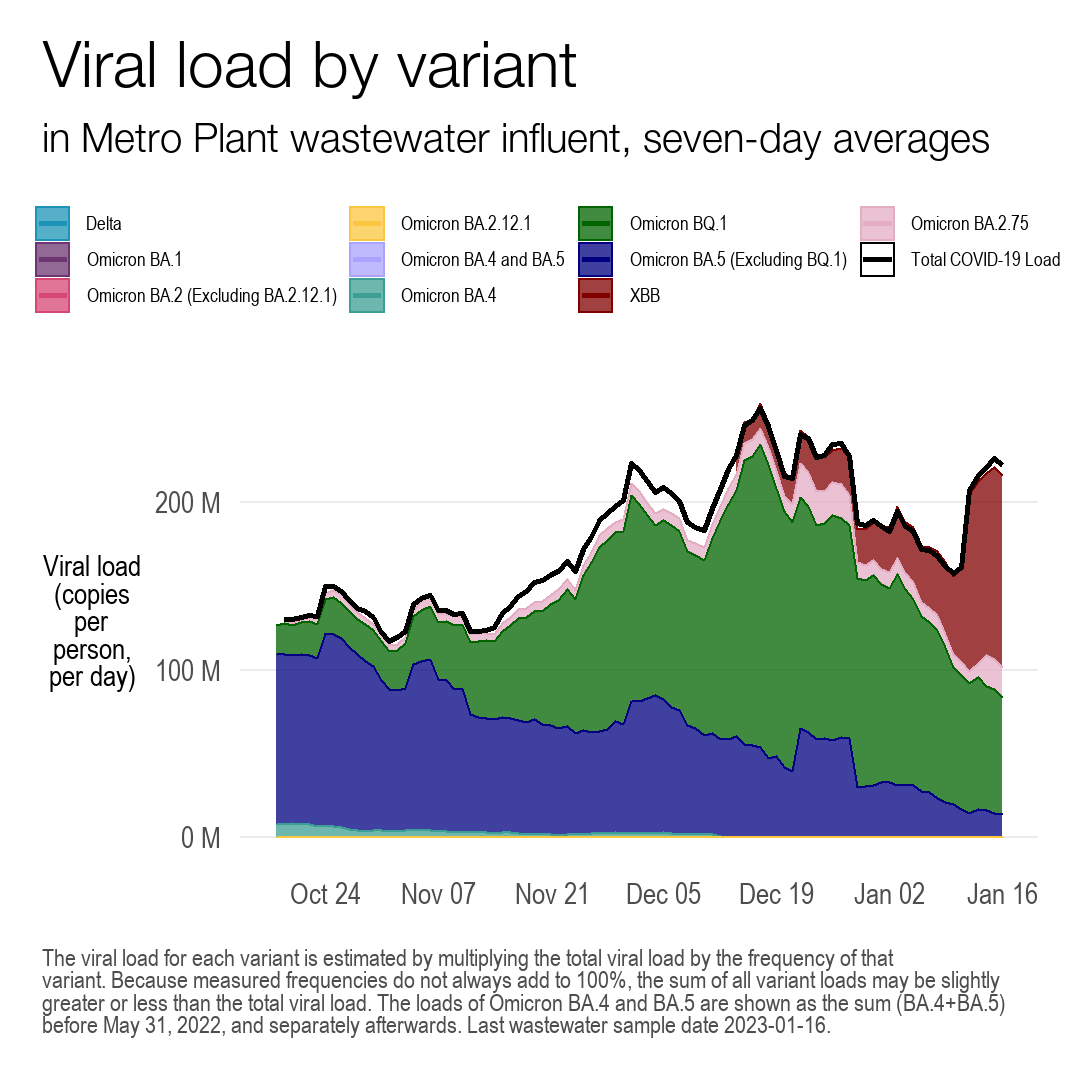 Viral load by variant
in Metro Plant wastewater influent, seven-day averages
Delta
Omicron BA.1
Omicron BA.2 (Excluding BA.2.12.1)
Omicron BA.2.12.1
Omicron BA.4 and BA.5
Omicron BA.4
Omicron BQ.1
Omicron BA.5 (Excluding BQ.1)
XBB
Omicron BA.2.75
Total COVID-19 Load
Viral load
(copies
per
person,
per day)
200 M
100 M
0 M
Oct 24 Nov 07 Nov 21 Dec 05 Dec 19 Jan 02 Jan 16
The viral load for each variant is estimated by multiplying the total viral load by the frequency of that
variant. Because measured frequencies do not always add to 100%, the sum of all variant loads may be slightly
greater or less than the total viral load. The loads of Omicron BA.4 and BA.5 are shown as the sum (BA.4+BA.5)
before May 31, 2022, and separately afterwards. Last wastewater sample date 2023-01-16.